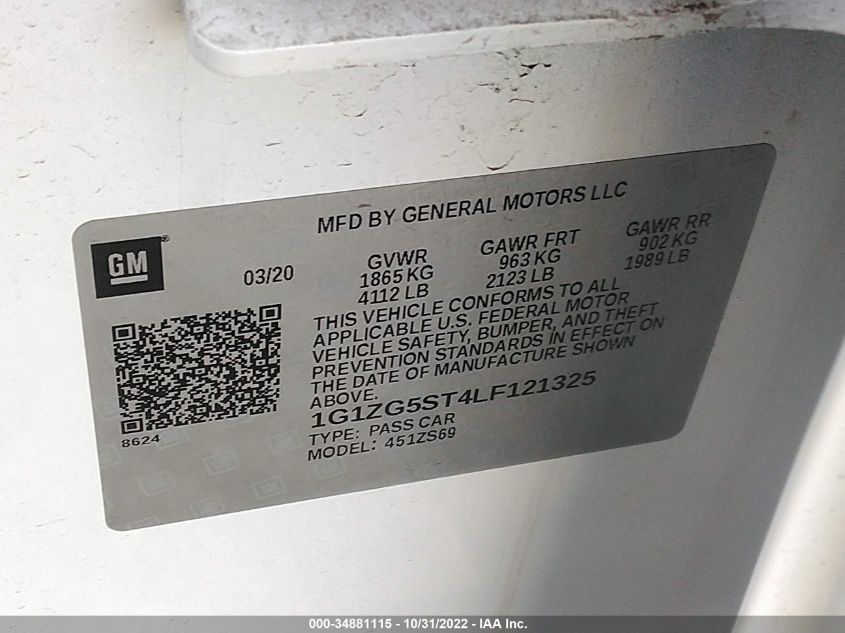 MFD BY GENERAL MOTORS LLC
GM®
03/20
GVWR
1865 KG
4112 LB
GAWR FRT
963 KG
2123 LB
GAWR RR
902 KG
1989 LB
THIS VEHICLE CONFORMS TO ALL
APPLICABLE U.S. FEDERAL MOTOR
VEHICLE SAFETY, BUMPER, AND THEFT
PREVENTION STANDARDS IN EFFECT ON
THE DATE OF MANUFACTURE SHOWN
ABOVE.
1G1ZG5ST4LF121325
TYPE: PASS CAR
MODEL: 451ZS69
8624
000-34881115 - 10/31/2022 - IAA Inc.